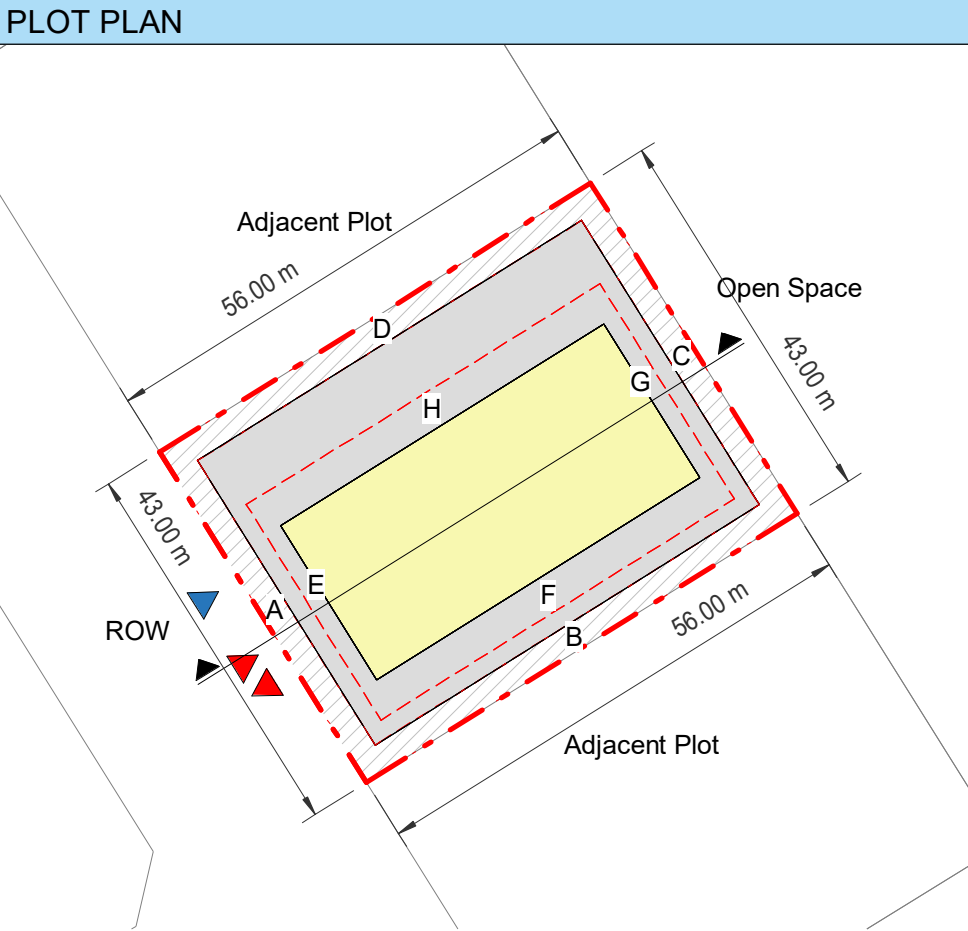 PLOT PLAN
Adjacent Plot
56.00 m
Open Space
D
C
43.00 m
G
H
43.00 m
E
F
A
56.00 m
ROW
B
Adjacent Plot